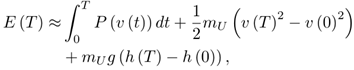 E (T) ≈ ∫₀ᵀ P (v (t)) dt + 1/2 m_U (v (T)² − v (0)²)
+ m_U g (h (T) − h (0)) ,